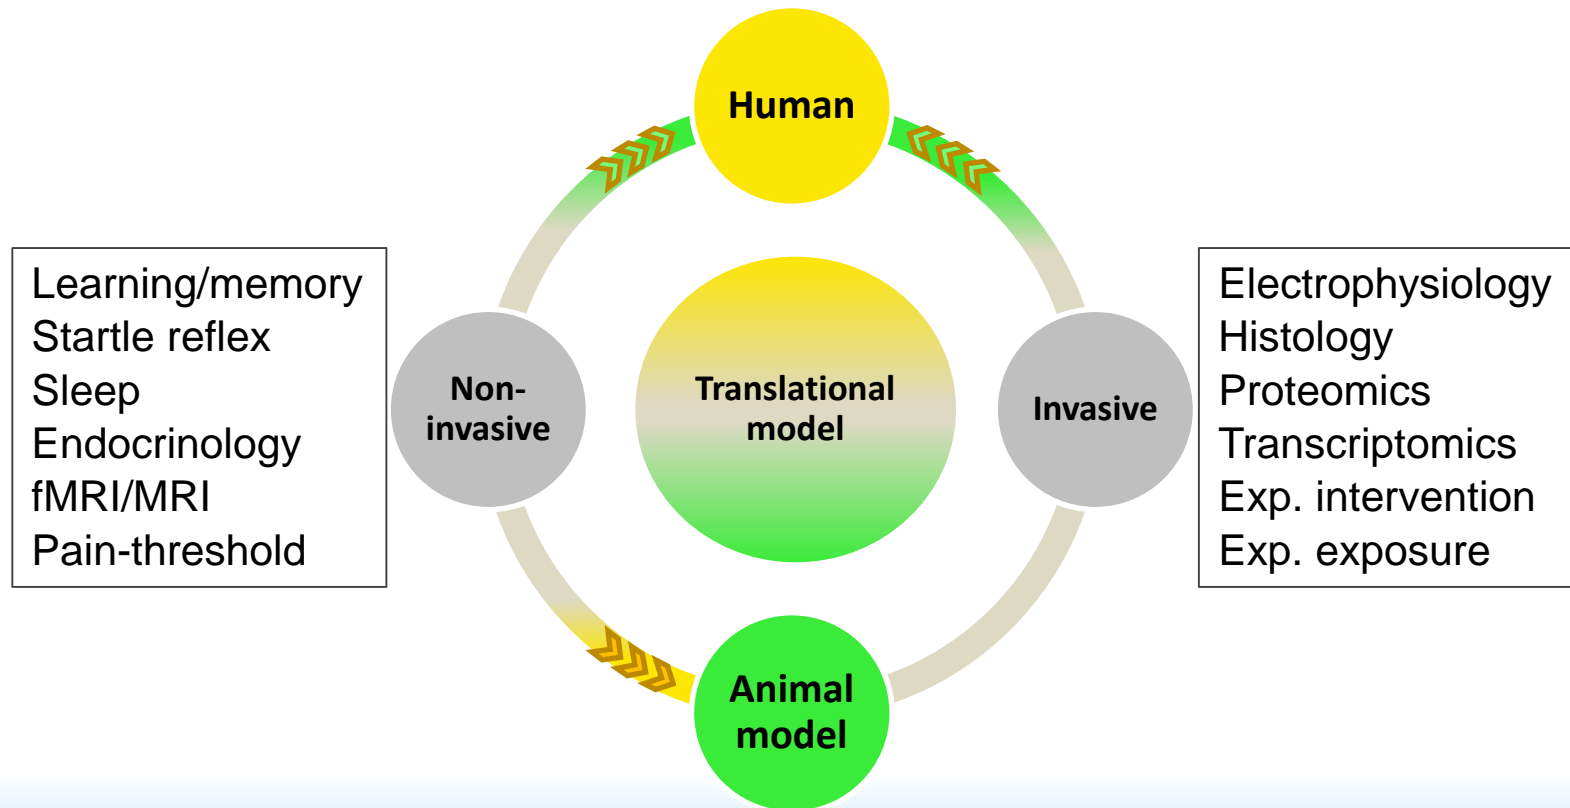 Human
Learning/memory
Startle reflex
Sleep
Endocrinology
fMRI/MRI
Pain-threshold
Non-
invasive
Translational
model
Invasive
Electrophysiology
Histology
Proteomics
Transcriptomics
Exp. intervention
Exp. exposure
Animal
model